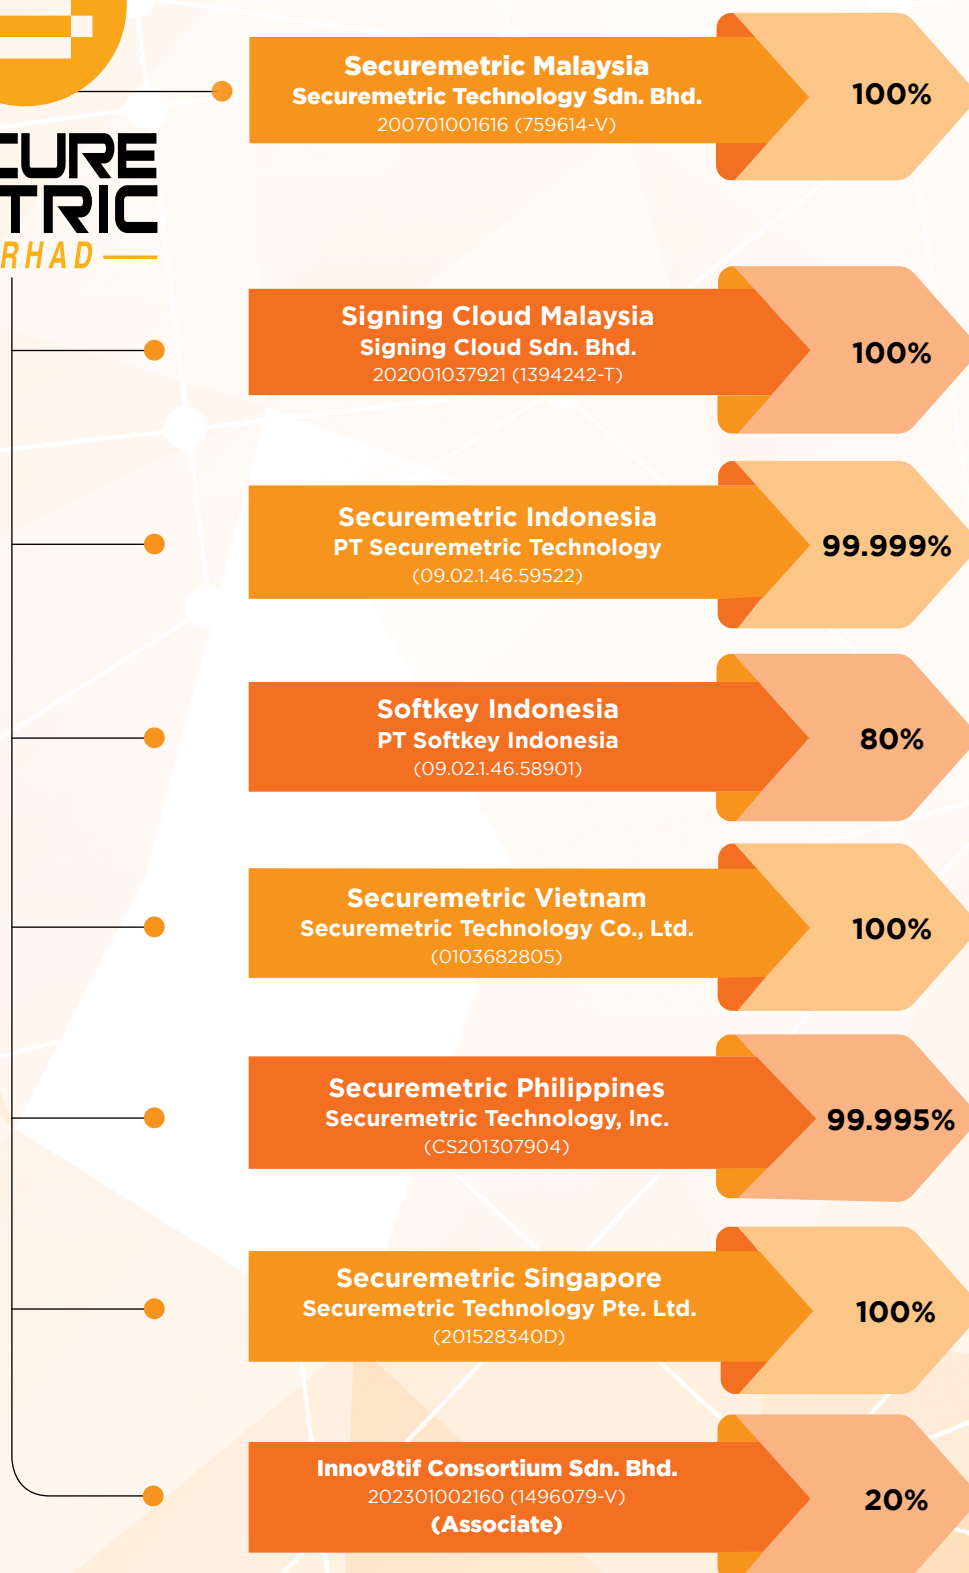 Securemetric Malaysia
Securemetric Technology Sdn. Bhd.
200701001616 (759614-V)
100%
CURE
TRIC
RHAD
Signing Cloud Malaysia
Signing Cloud Sdn. Bhd.
202001037921 (1394242-T)
100%
Securemetric Indonesia
PT Securemetric Technology
(09.02.1.46.59522)
99.999%
Softkey Indonesia
PT Softkey Indonesia
(09.02.1.46.58901)
80%
Securemetric Vietnam
Securemetric Technology Co., Ltd.
(0103682805)
100%
Securemetric Philippines
Securemetric Technology, Inc.
(CS201307904)
99.995%
Securemetric Singapore
Securemetric Technology Pte. Ltd.
(201528340D)
100%
Innov8tif Consortium Sdn. Bhd.
202301002160 (1496079-V)
(Associate)
20%